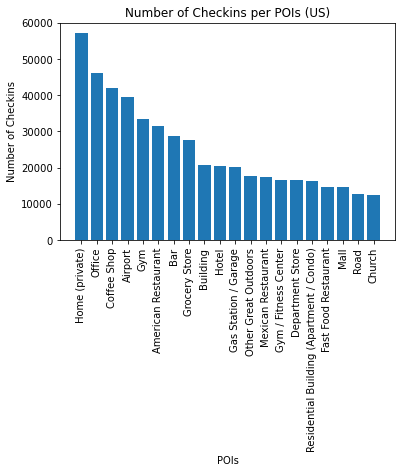 Number of Checkins per POIs (US)
Number of Checkins
60000
50000
40000
30000
20000
10000
0
Home (private)
Office
Coffee Shop
Airport
Gym
American Restaurant
Bar
Grocery Store
Building
Hotel
Gas Station / Garage
Other Great Outdoors
Mexican Restaurant
Gym / Fitness Center
Department Store
Residential Building (Apartment / Condo)
Fast Food Restaurant
Mall
Road
Church
POIs